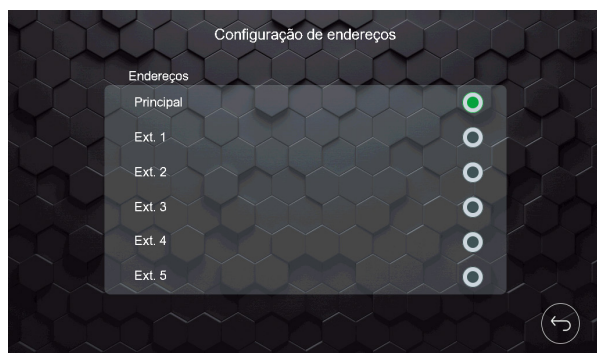 Configuração de endereços
Endereços
Principal
Ext. 1
Ext. 2
Ext. 3
Ext. 4
Ext. 5